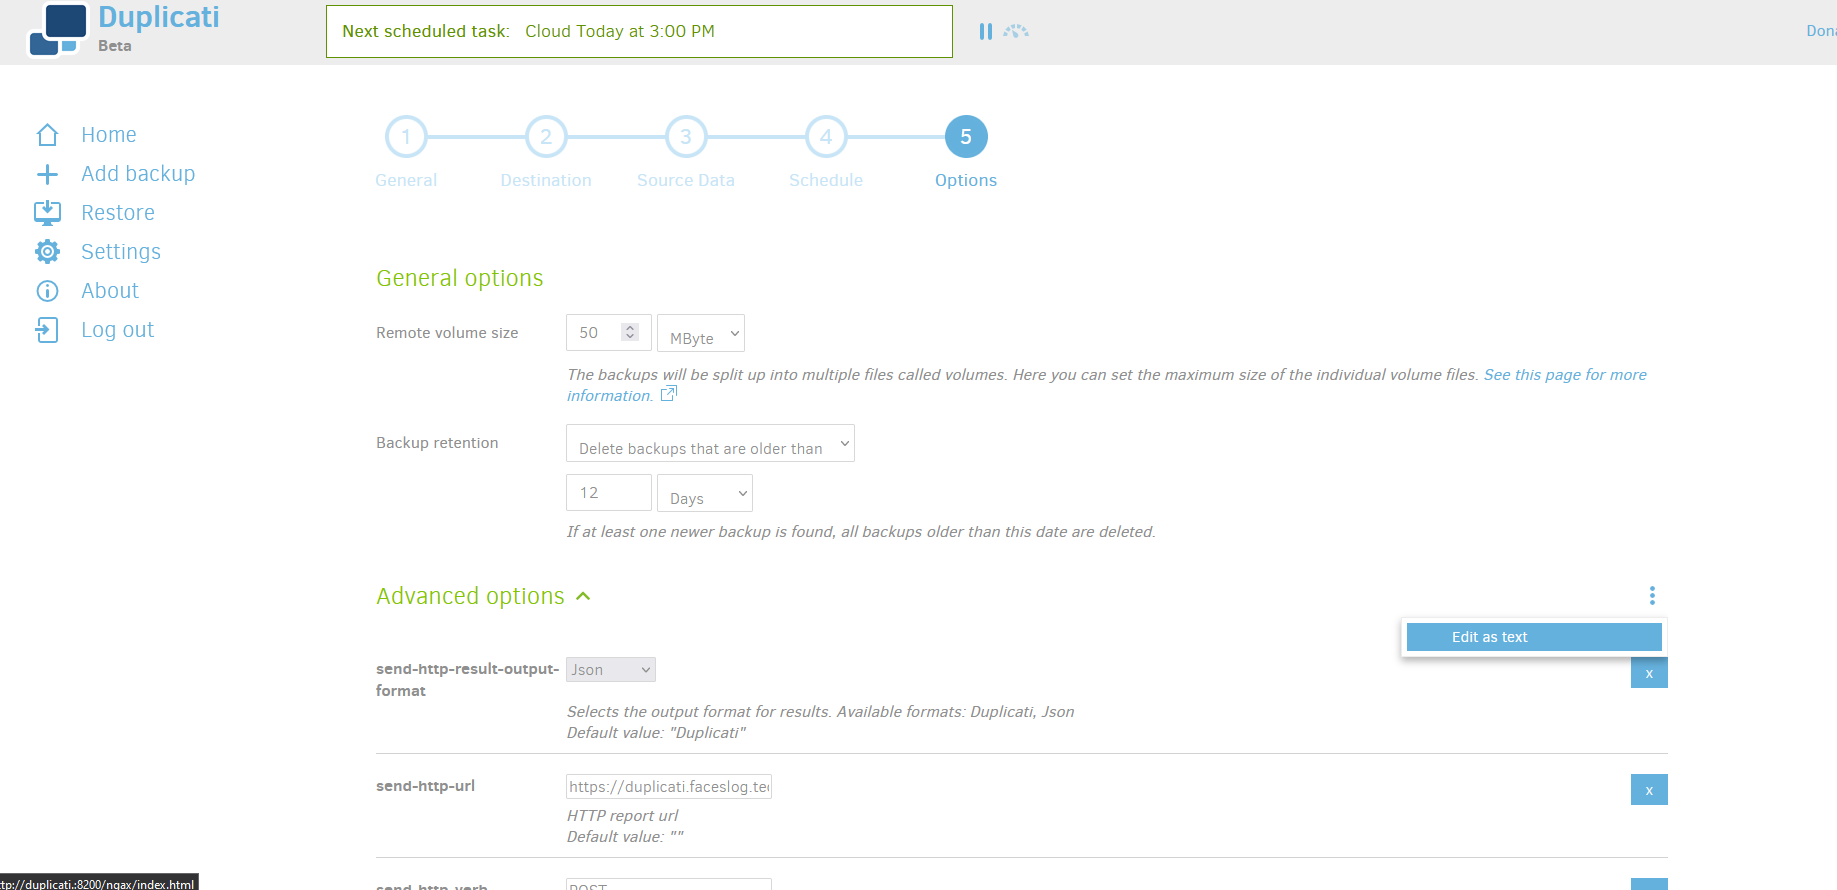 Duplicati
Beta
Next scheduled task: Cloud Today at 3:00 PM
Home
Add backup
Restore
Settings
About
Log out
1
2
3
4
5
General
Destination
Source Data
Schedule
Options
General options
Remote volume size
50
MByte
The backups will be split up into multiple files called volumes. Here you can set the maximum size of the individual volume files. See this page for more
information.
Backup retention
Delete backups that are older than
12
Days
If at least one newer backup is found, all backups older than this date are deleted.
Advanced options
Edit as text
send-http-result-output-
format
Json
x
Selects the output format for results. Available formats: Duplicati, Json
Default value: "Duplicati"
send-http-url
https://duplicati.faceslog.te
x
HTTP report url
Default value: ""
send-http-verb
POST
tp://duplicati.:8200/ngax/index.html